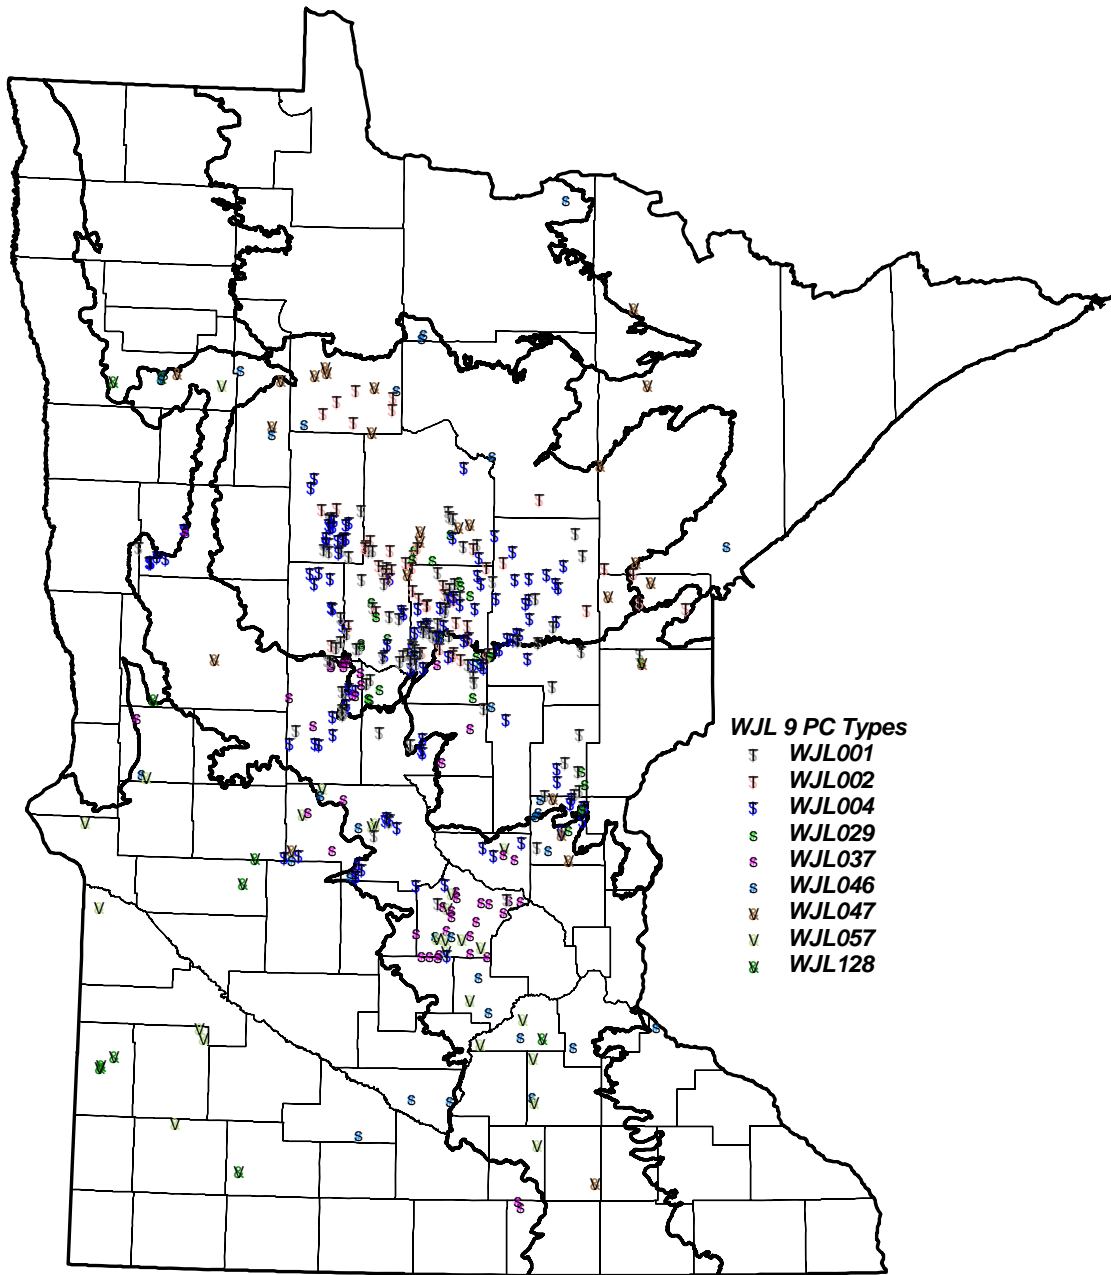 WJL 9 PC Types
T WJL001
T WJL002
$ WJL004
s WJL029
s WJL037
s WJL046
V WJL047
V WJL057
V WJL128